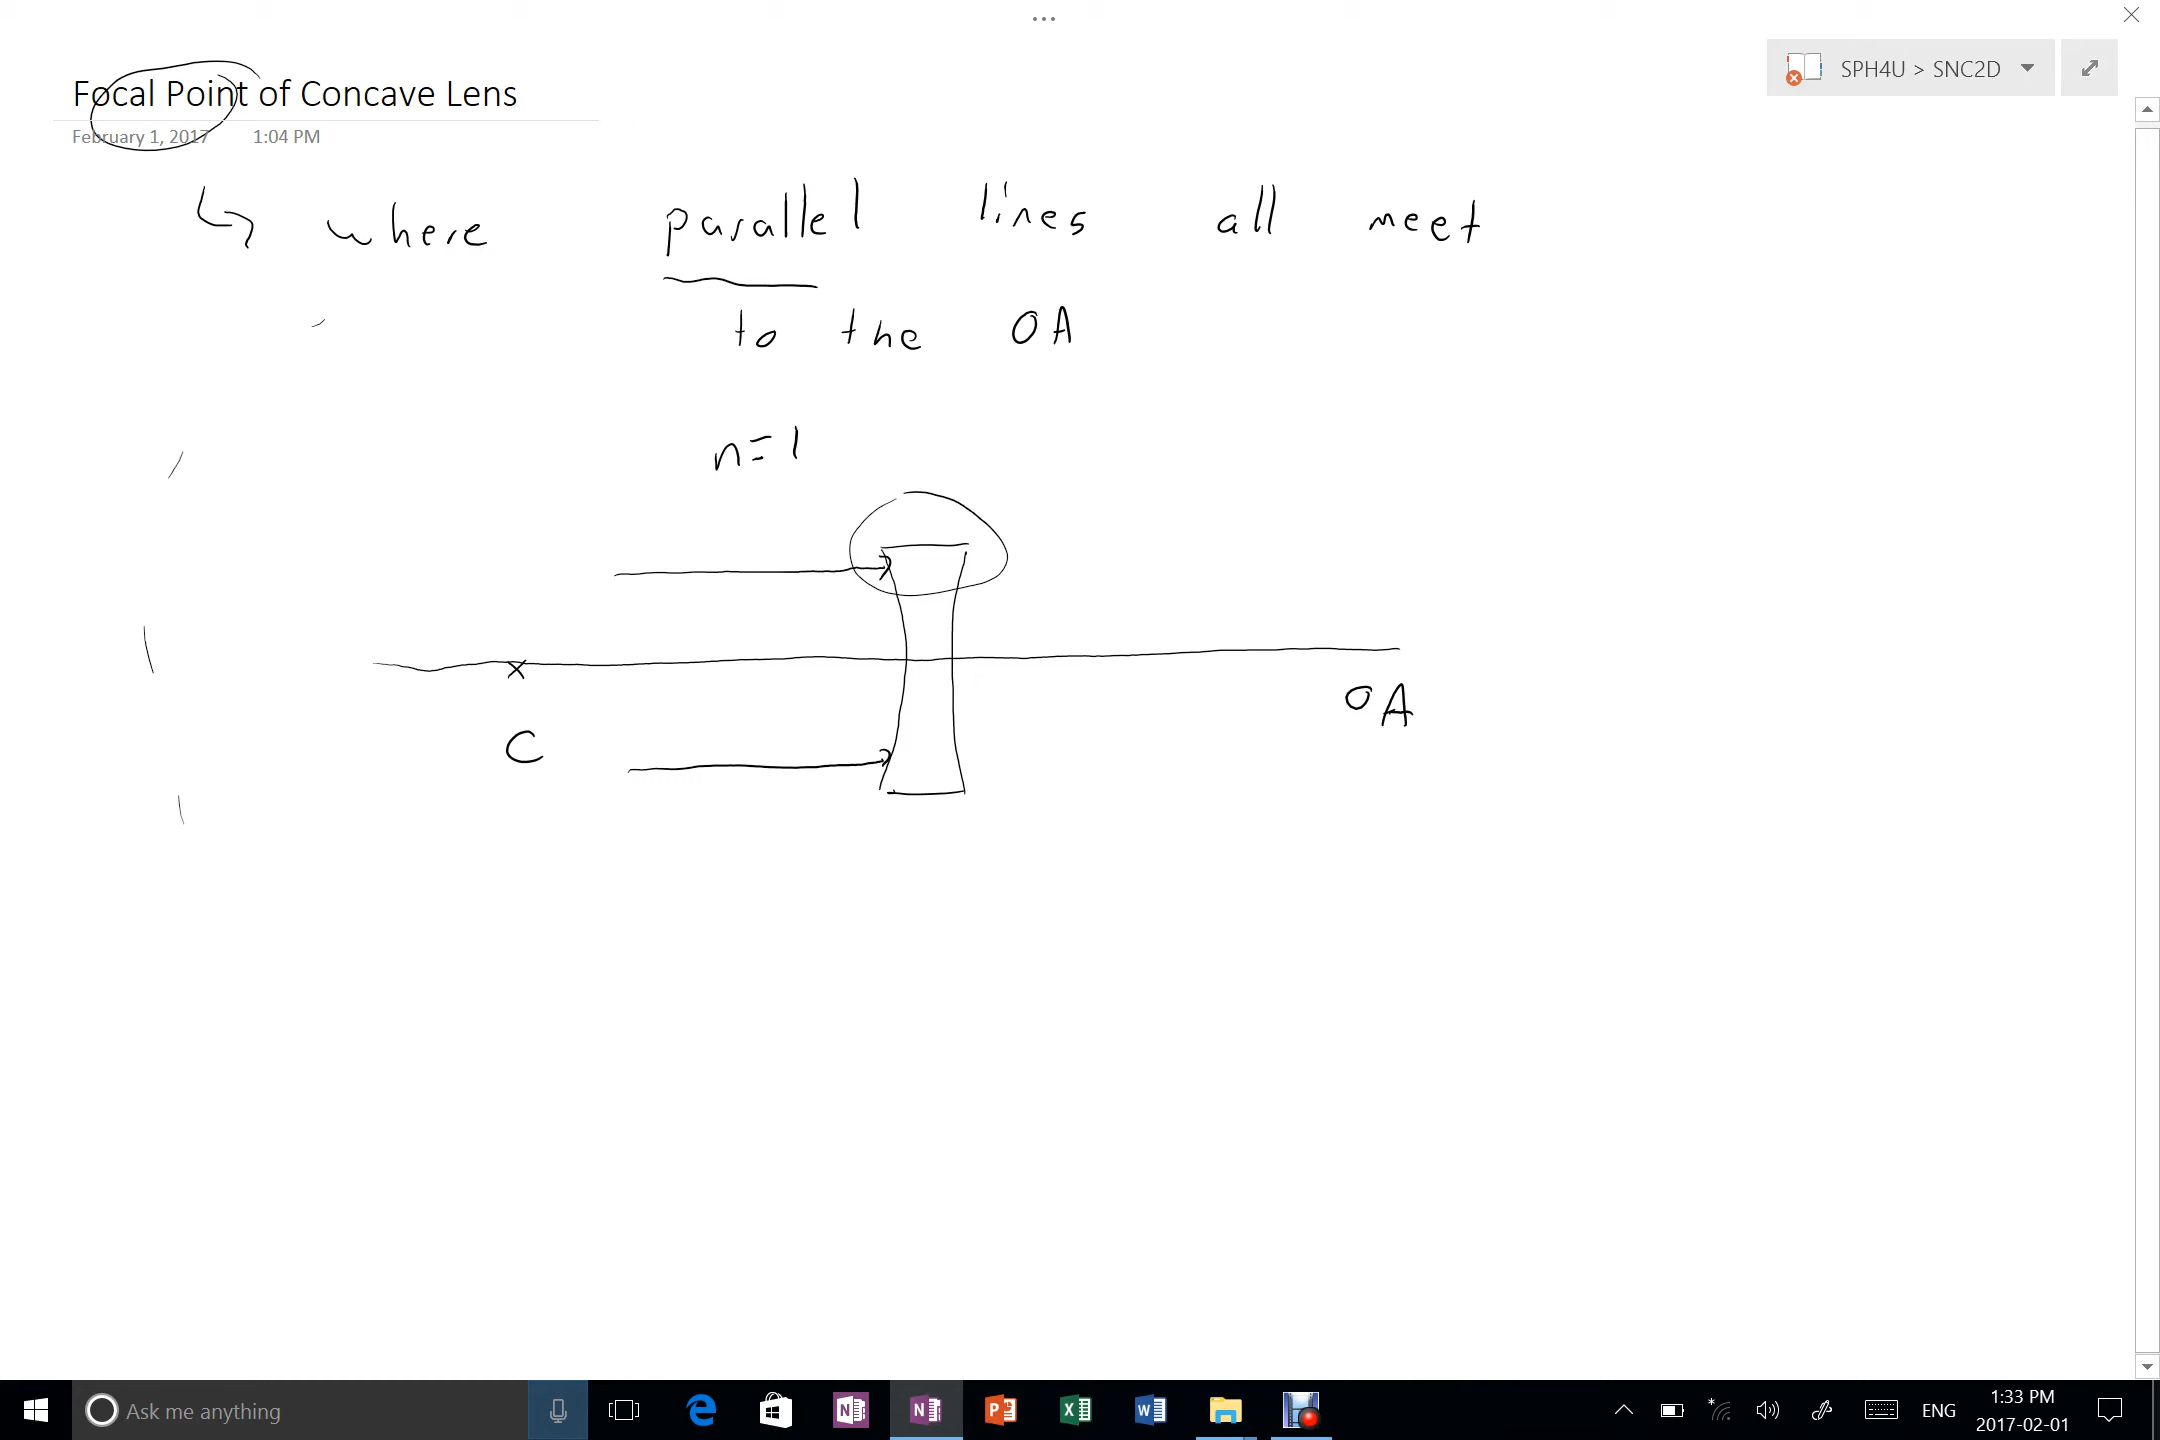 ...
SPH4U > SNC2D
Focal Point of Concave Lens
February 1, 2017 1:04 PM
where parallel lines all meet
to the OA
n=1
OA
C
Ask me anything
N
N
P
X
W
ENG
1:33 PM
2017-02-01